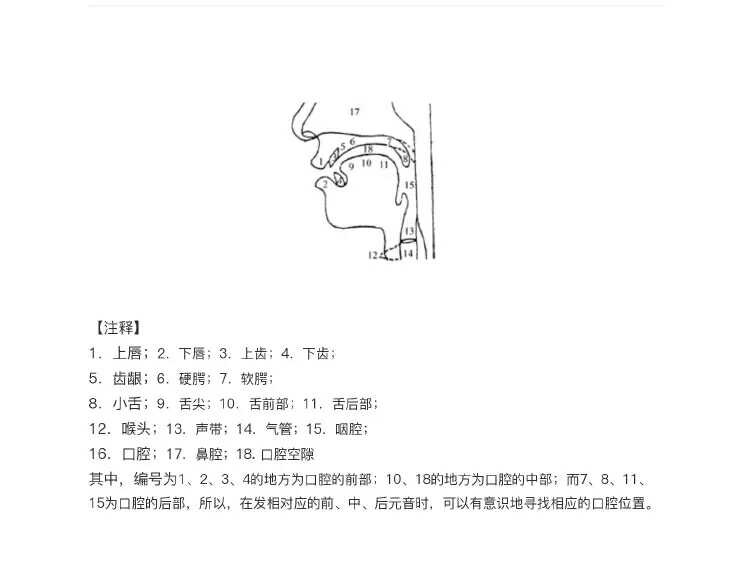 17
5 6 7
1 3 18 8
9 10 11
2 4 15
13
12 14
【注释】
1. 上唇；2. 下唇；3. 上齿；4. 下齿；
5. 齿龈；6. 硬腭；7. 软腭；
8. 小舌；9. 舌尖；10. 舌前部；11. 舌后部；
12. 喉头；13. 声带；14. 气管；15. 咽腔；
16. 口腔；17. 鼻腔；18. 口腔空隙
其中，编号为1、2、3、4的地方为口腔的前部；10、18的地方为口腔的中部；而7、8、11、
15为口腔的后部，所以，在发相对应的前、中、后元音时，可以有意识地寻找相应的口腔位置。